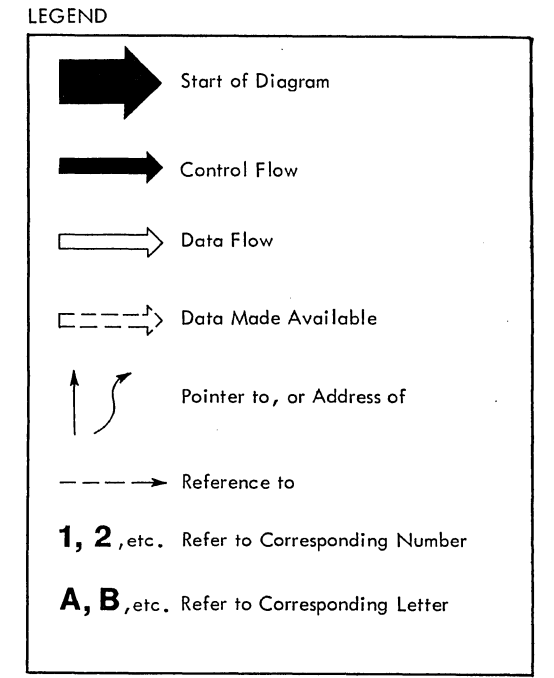 LEGEND
Start of Diagram
Control Flow
Data Flow
Data Made Available
Pointer to, or Address of
Reference to
1, 2, etc. Refer to Corresponding Number
A, B, etc. Refer to Corresponding Letter